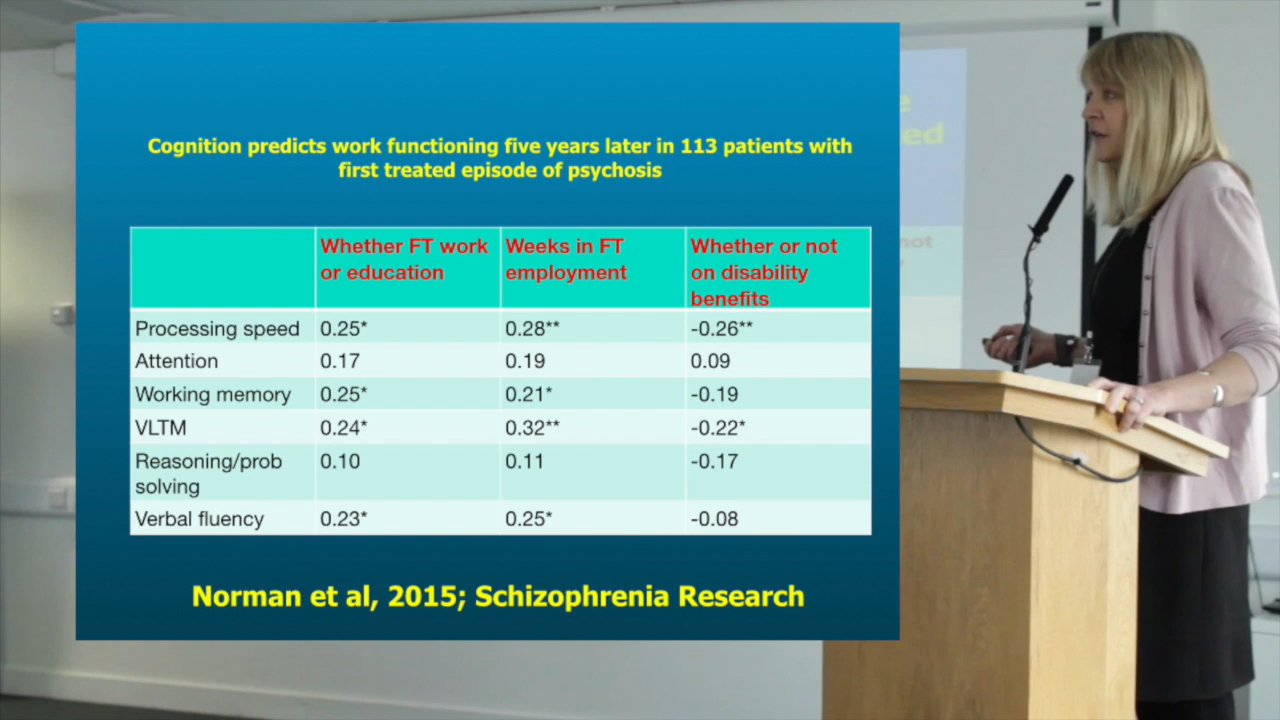 Cognition predicts work functioning five years later in 113 patients with
first treated episode of psychosis
Whether FT work
or education
Weeks in FT
employment
Whether or not
on disability
benefits
Processing speed 0.25* 0.28** -0.26**
Attention 0.17 0.19 0.09
Working memory 0.25* 0.21* -0.19
VLTM 0.24* 0.32** -0.22*
Reasoning/prob
solving 0.10 0.11 -0.17
Verbal fluency 0.23* 0.25* -0.08
Norman et al, 2015; Schizophrenia Research